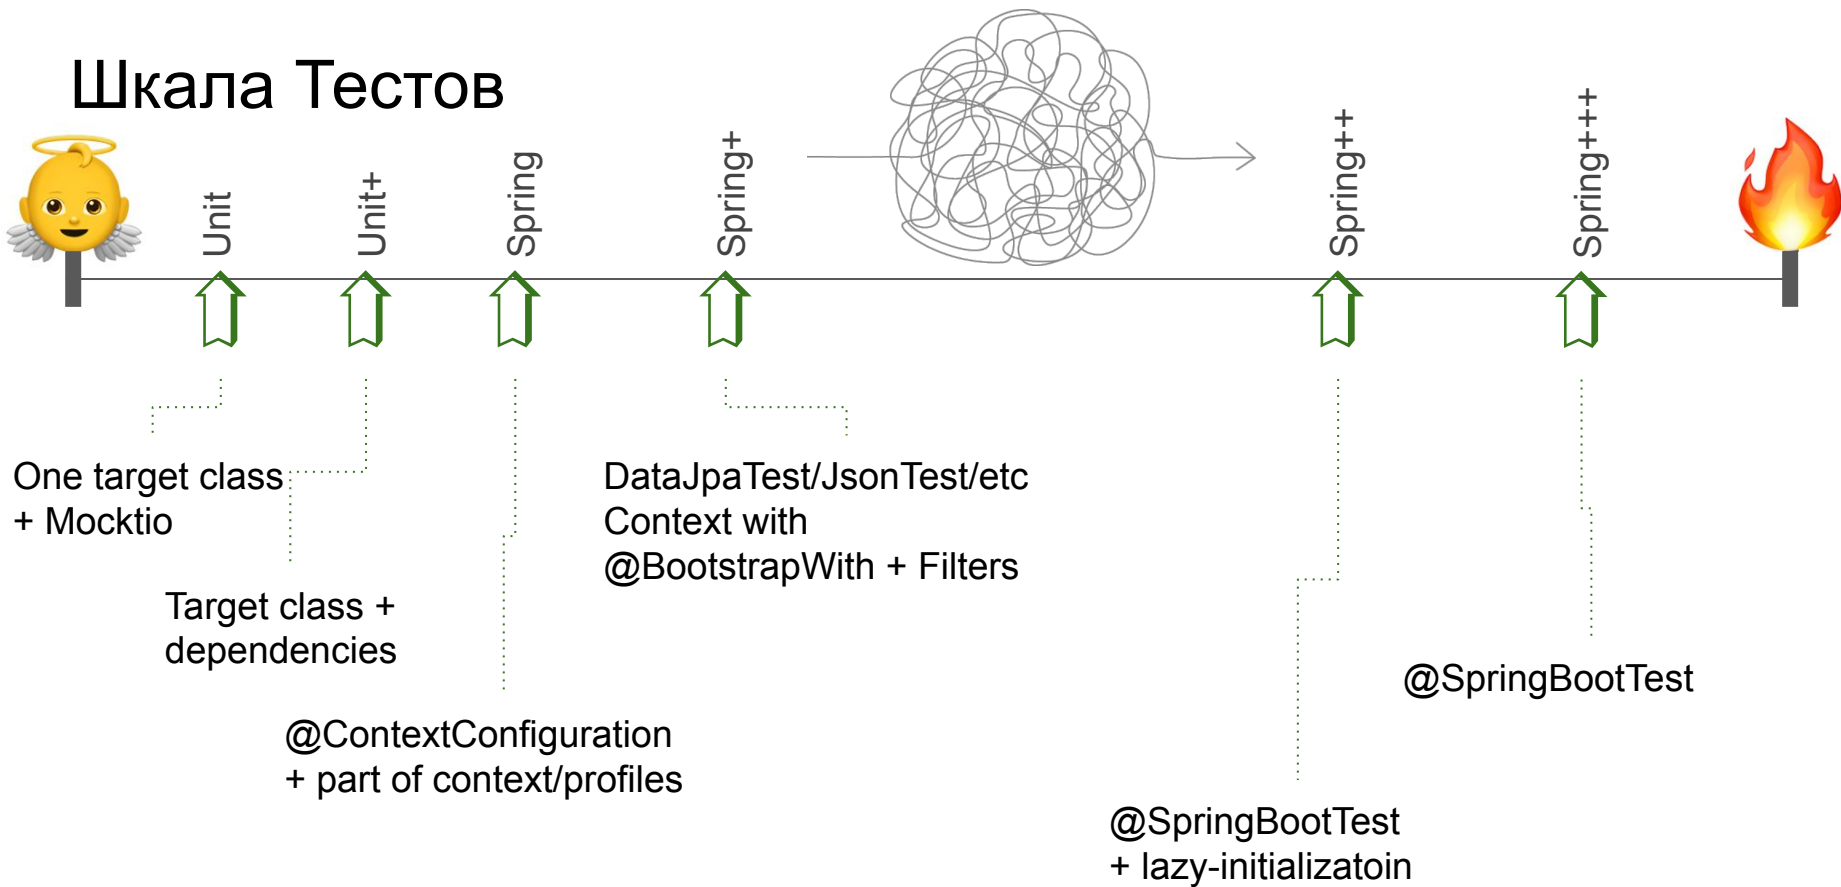 Шкала Тестов
Unit
Unit+
Spring
Spring+
Spring++
Spring+++
One target class
+ Mocktio
Target class +
dependencies
@ContextConfiguration
+ part of context/profiles
DataJpaTest/JsonTest/etc
Context with
@BootstrapWith + Filters
@SpringBootTest
+ lazy-initializatoin
@SpringBootTest